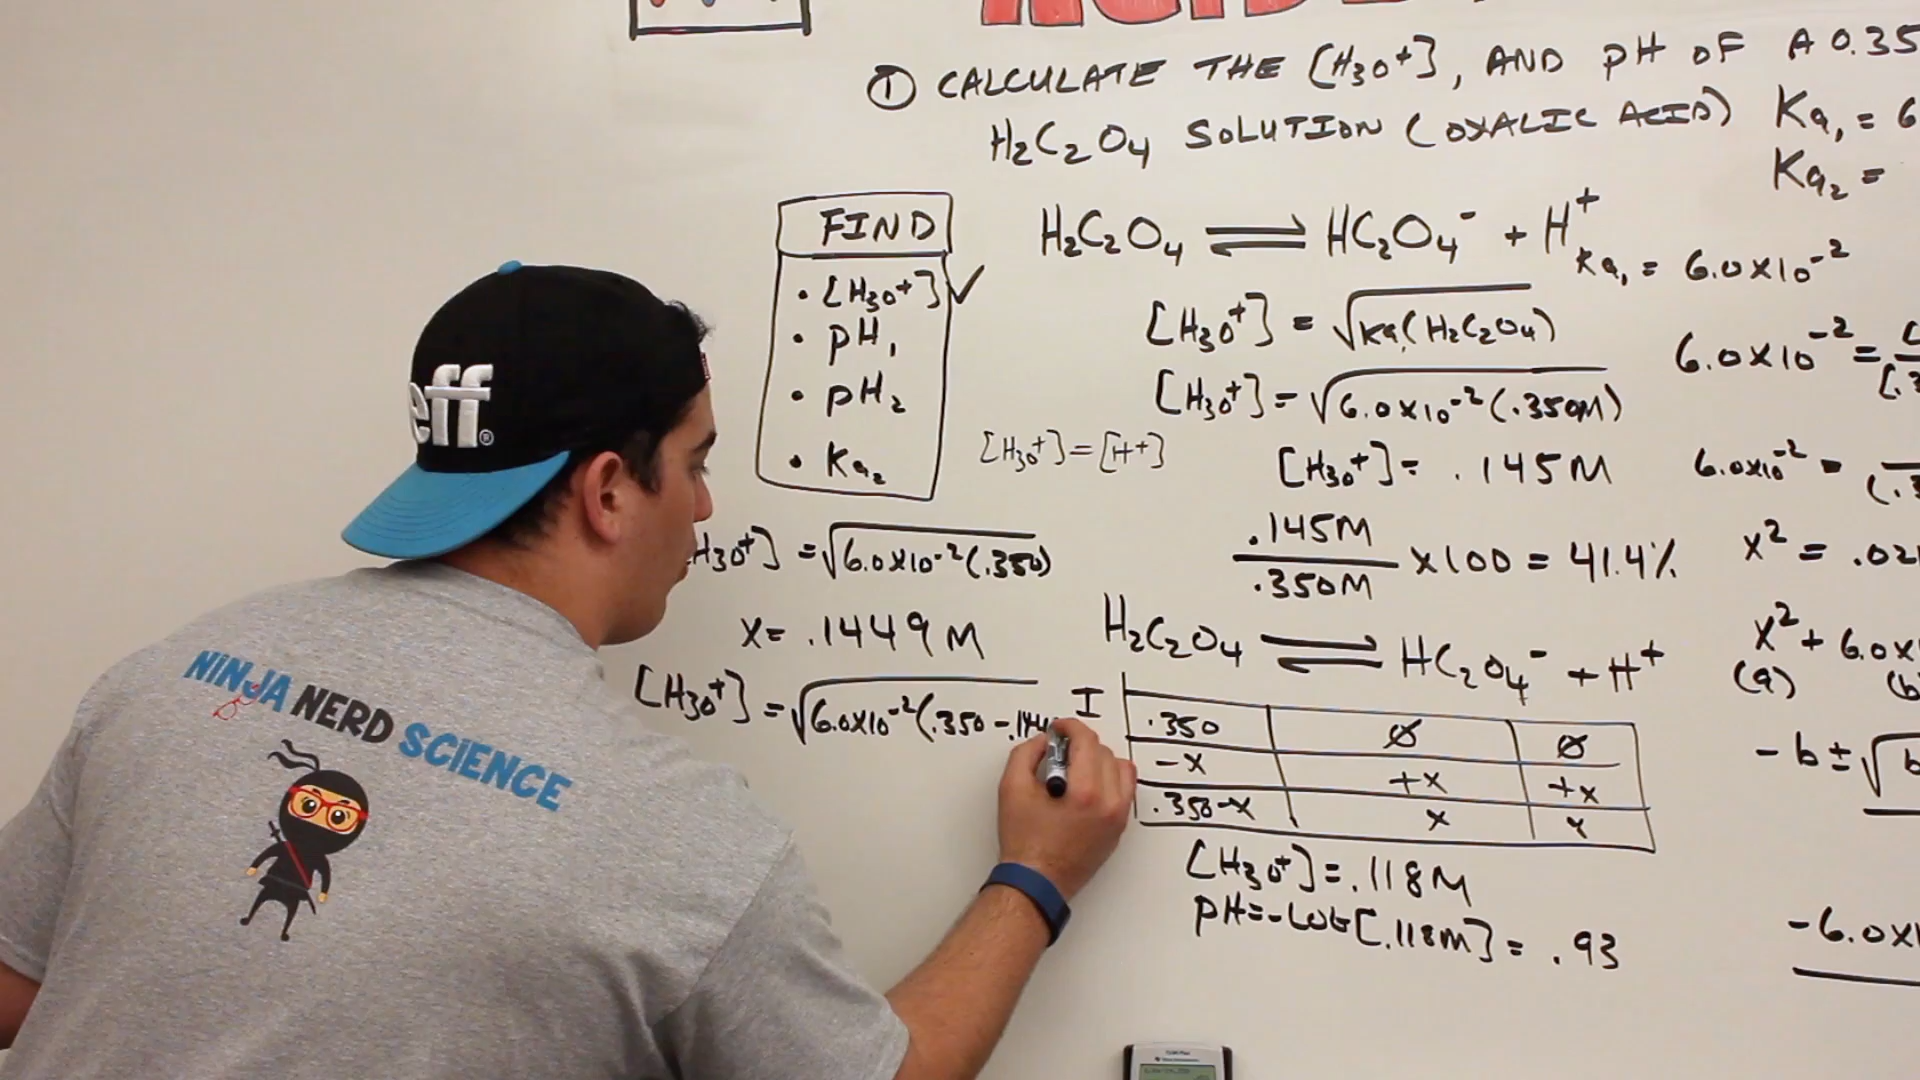 ① CALCULATE THE [H3O+], AND pH OF A 0.35
H2C2O4 SOLUTION (OXALIC ACID) Ka1 = 6
Ka2 =
FIND
• [H3O+] ✓
• pH1
• pH2
• Ka2
H2C2O4 ⇌ HC2O4- + H+
Ka1 = 6.0x10-2
[H3O+] = √Ka1(H2C2O4)
[H3O+] = √6.0x10-2(.350M)
[H3O+] = [H+]
[H3O+] = .145M
.145M
.350M
x100 = 41.4%
H3O+] = √6.0x10-2(.350)
x = .1449M
[H3O+] = √6.0x10-2(.350 - .144
H2C2O4 ⇌ HC2O4- + H+
I .350 Ø Ø
-x +x +x
.350-x x x
[H3O+] = .118M
pH = -LOG[.118M] = .93
6.0x10-2 =
6.0x10-2 =
x2 = .02
x2 + 6.0x
(a) (b
-b ± √b
-6.0x1
eff®
NINJA NERD SCIENCE